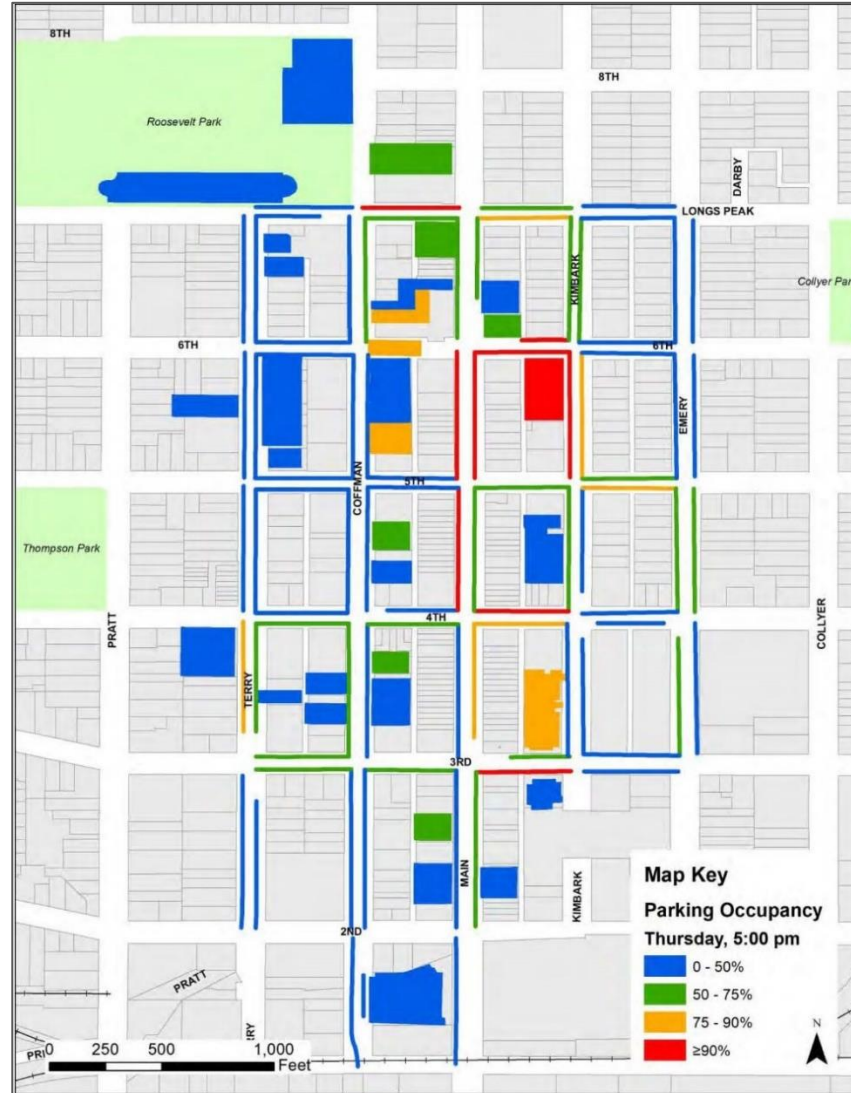 8TH
8TH
Roosevelt Park
DARBY
LONGS PEAK
KIMBARK
Collyer Par
6TH
6TH
EMERY
COFFMAN
5TH
Thompson Park
4TH
PRATT
COLLYER
TERRY
3RD
MAIN
KIMBARK
2ND
PRATT
RY
PRI
0 250 500 1,000
Feet
Map Key
Parking Occupancy
Thursday, 5:00 pm
0 - 50%
50 - 75%
75 - 90%
≥90%
N